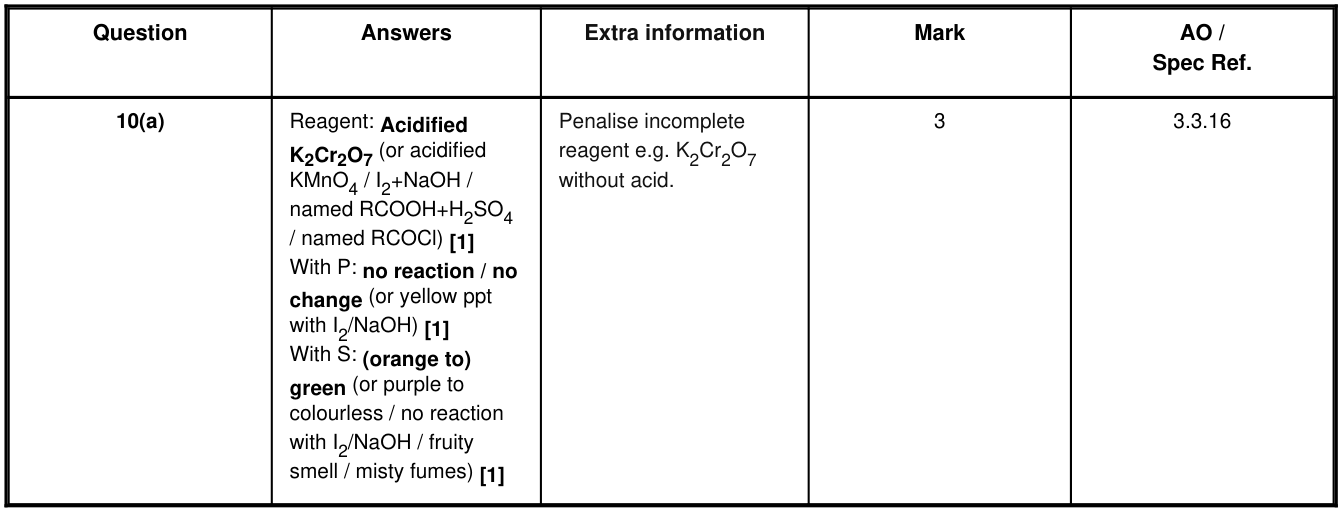 Question
Answers
Extra information
Mark
AO /
Spec Ref.
10(a)
Reagent: Acidified
K2Cr2O7 (or acidified
KMnO4 / I2+NaOH /
named RCOOH+H2SO4
/ named RCOCl) [1]
With P: no reaction / no
change (or yellow ppt
with I2/NaOH) [1]
With S: (orange to)
green (or purple to
colourless / no reaction
with I2/NaOH / fruity
smell / misty fumes) [1]
Penalise incomplete
reagent e.g. K2Cr2O7
without acid.
3
3.3.16